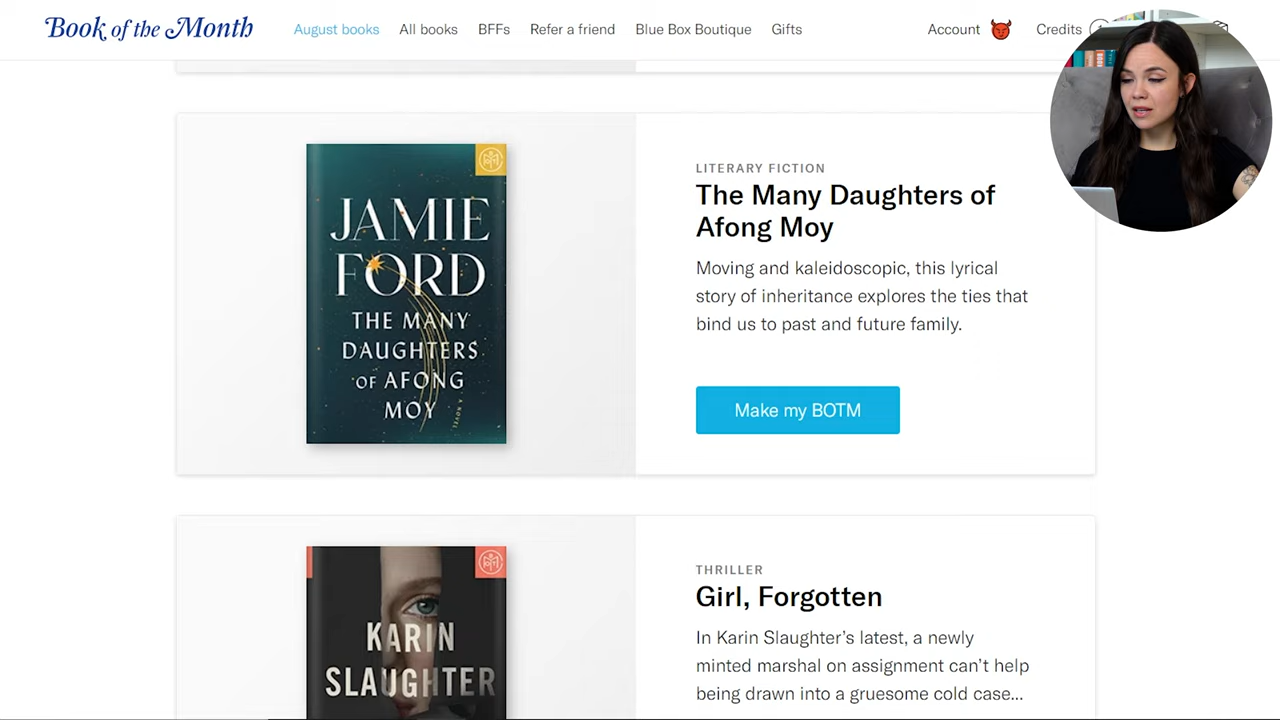 Book of the Month
August books
All books
BFFs
Refer a friend
Blue Box Boutique
Gifts
Account
Credits
JAMIE
FORD
THE MANY
DAUGHTERS
OF AFONG
MOY
A NOVEL
LITERARY FICTION
The Many Daughters of
Afong Moy
Moving and kaleidoscopic, this lyrical
story of inheritance explores the ties that
bind us to past and future family.
Make my BOTM
KARIN
SLAUGHTER
THRILLER
Girl, Forgotten
In Karin Slaughter’s latest, a newly
minted marshal on assignment can’t help
being drawn into a gruesome cold case...